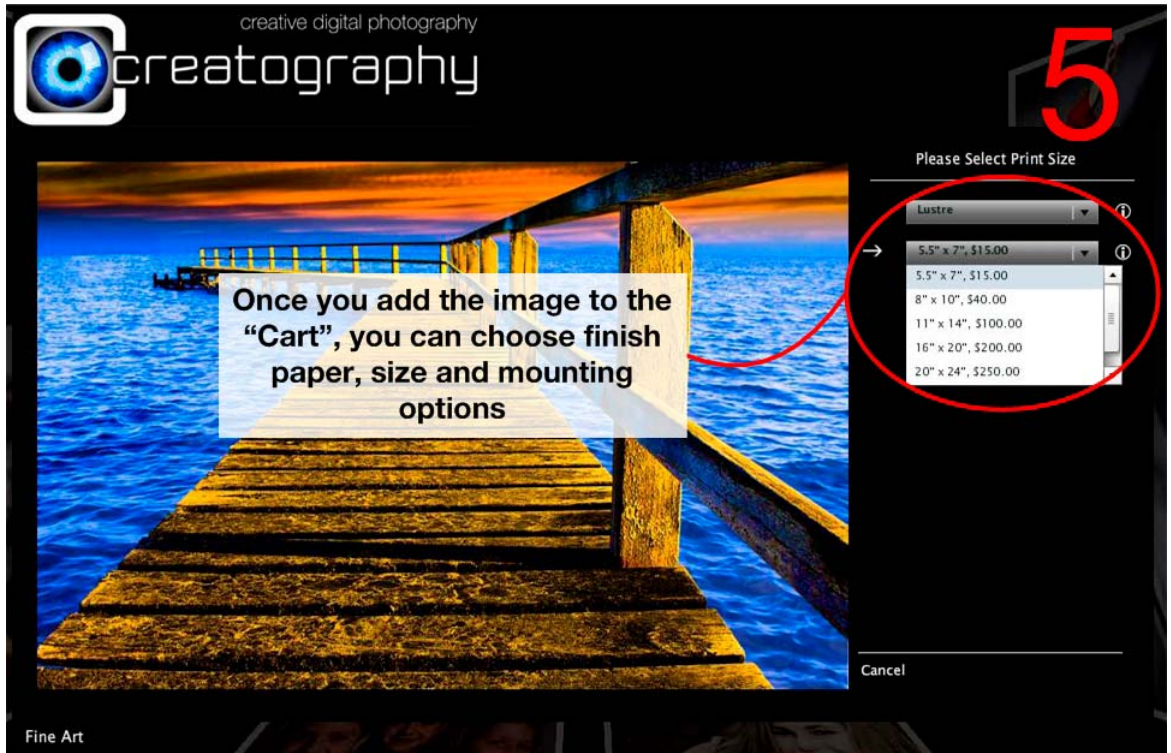 creative digital photography
creatography
5
Please Select Print Size
Lustre
5.5" x 7", $15.00
5.5" x 7", $15.00
8" x 10", $40.00
11" x 14", $100.00
16" x 20", $200.00
20" x 24", $250.00
Once you add the image to the
“Cart”, you can choose finish
paper, size and mounting
options
Cancel
Fine Art